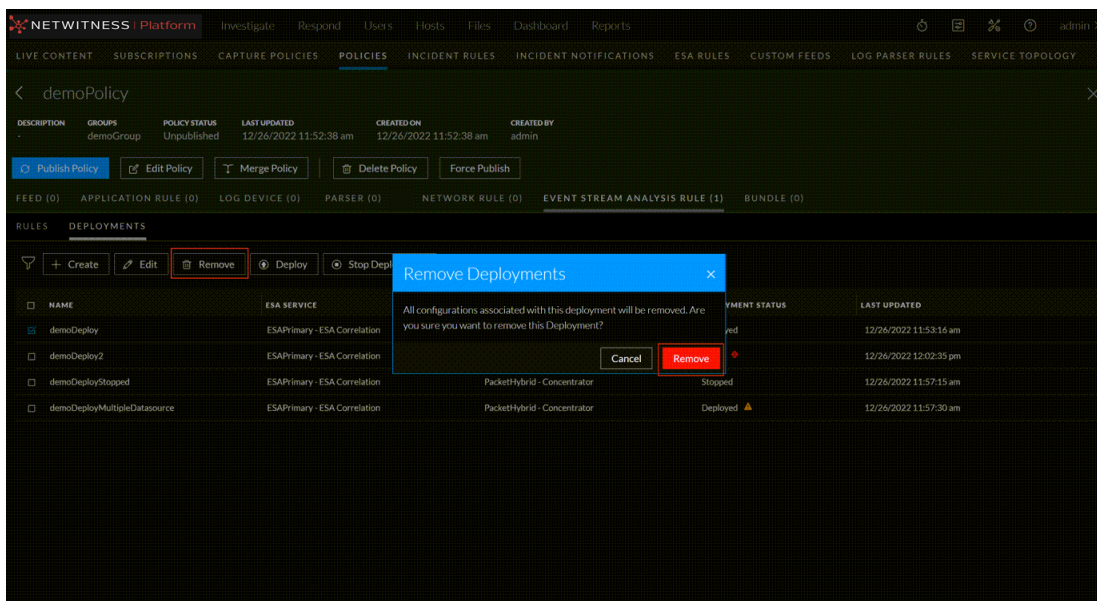 NETWITNESS | Platform Investigate Respond Users Hosts Files Dashboard Reports admin
LIVE CONTENT SUBSCRIPTIONS CAPTURE POLICIES POLICIES INCIDENT RULES INCIDENT NOTIFICATIONS ESA RULES CUSTOM FEEDS LOG PARSER RULES SERVICE TOPOLOGY
demoPolicy
DESCRIPTION GROUPS POLICY STATUS LAST UPDATED CREATED ON CREATED BY
- demoGroup Unpublished 12/26/2022 11:52:38 am 12/26/2022 11:52:38 am admin
Publish Policy Edit Policy Merge Policy Delete Policy Force Publish
FEED (0) APPLICATION RULE (0) LOG DEVICE (0) PARSER (0) NETWORK RULE (0) EVENT STREAM ANALYSIS RULE (1) BUNDLE (0)
RULES DEPLOYMENTS
+ Create Edit Remove Deploy Stop Depl
Remove Deployments
NAME ESA SERVICE YMENT STATUS LAST UPDATED
All configurations associated with this deployment will be removed. Are
you sure you want to remove this Deployment?
demoDeploy ESAPrimary - ESA Correlation yed 12/26/2022 11:53:16 am
demoDeploy2 ESAPrimary - ESA Correlation 12/26/2022 12:02:35 pm
Cancel Remove
demoDeployStopped ESAPrimary - ESA Correlation PacketHybrid - Concentrator Stopped 12/26/2022 11:57:15 am
demoDeployMultipleDatasource ESAPrimary - ESA Correlation PacketHybrid - Concentrator Deployed 12/26/2022 11:57:30 am